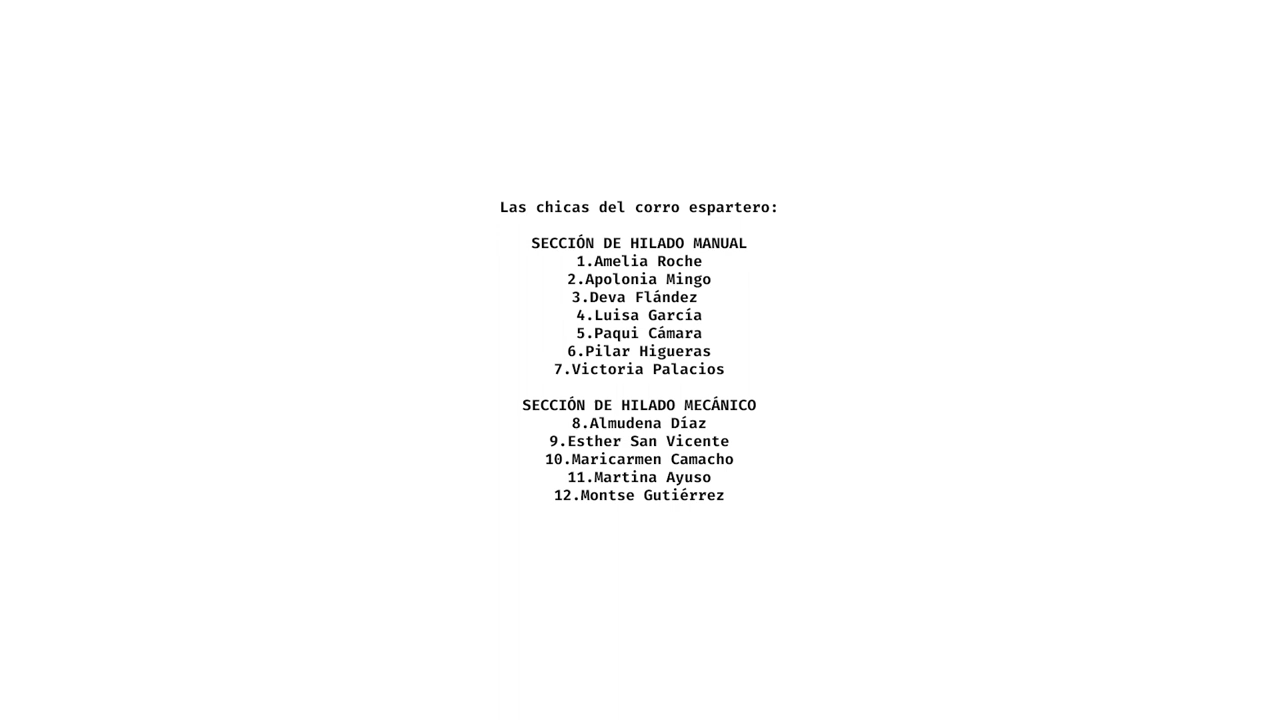 Las chicas del corro espartero:
SECCIÓN DE HILADO MANUAL
1.Amelia Roche
2.Apolonia Mingo
3.Deva Flández
4.Luisa García
5.Paqui Cámara
6.Pilar Higueras
7.Victoria Palacios
SECCIÓN DE HILADO MECÁNICO
8.Almudena Díaz
9.Esther San Vicente
10.Maricarmen Camacho
11.Martina Ayuso
12.Montse Gutiérrez